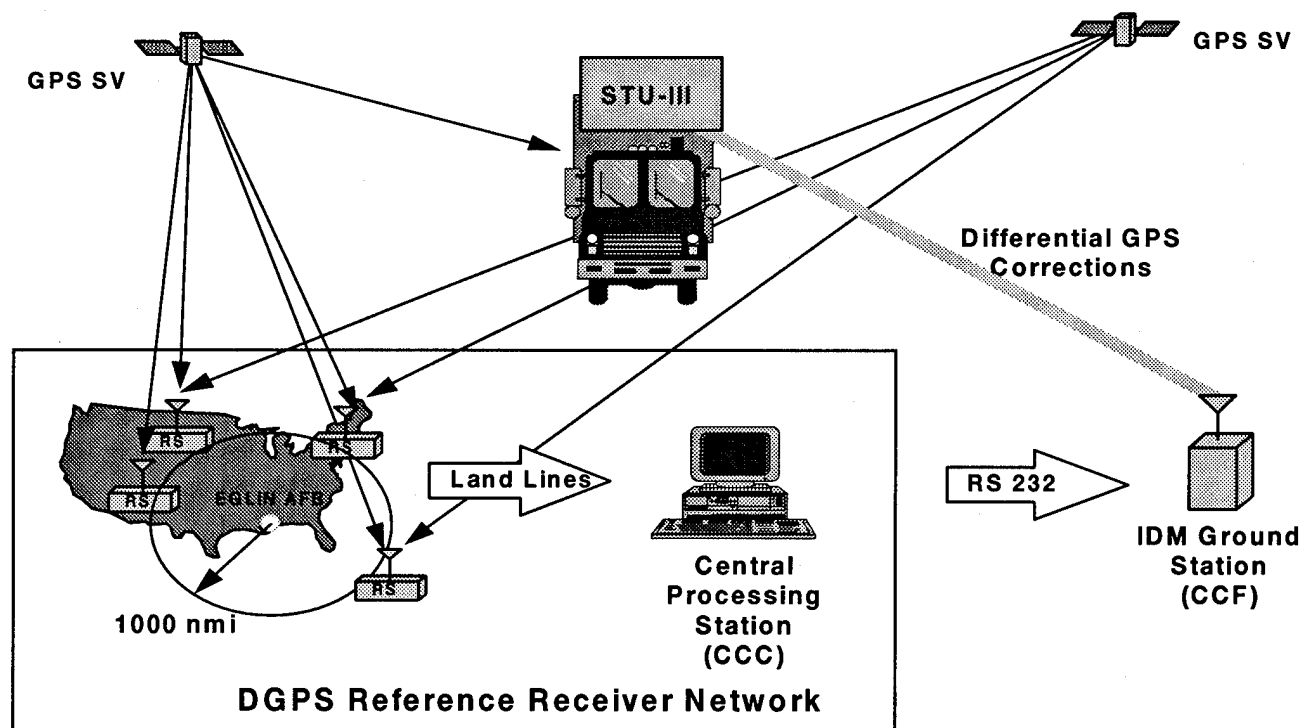 GPS SV
GPS SV
STU-III
Differential GPS
Corrections
RS
RS
RS
EGLIN AFB
RS
1000 nmi
Land Lines
Central
Processing
Station
(CCC)
RS 232
IDM Ground
Station
(CCF)
DGPS Reference Receiver Network